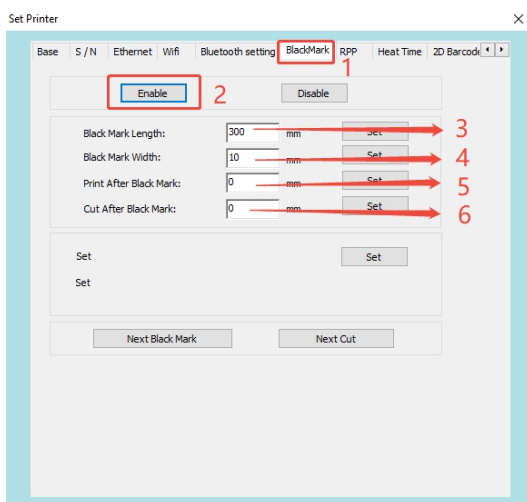 Set Printer
Base S / N Ethernet Wifi Bluetooth setting BlackMark RPP Heat Time 2D Barcode
1
Enable 2 Disable
Black Mark Length: 300 mm Set 3
Black Mark Width: 10 mm Set 4
Print After Black Mark: 0 mm Set 5
Cut After Black Mark: 0 mm Set 6
Set Set
Set
Next Black Mark Next Cut